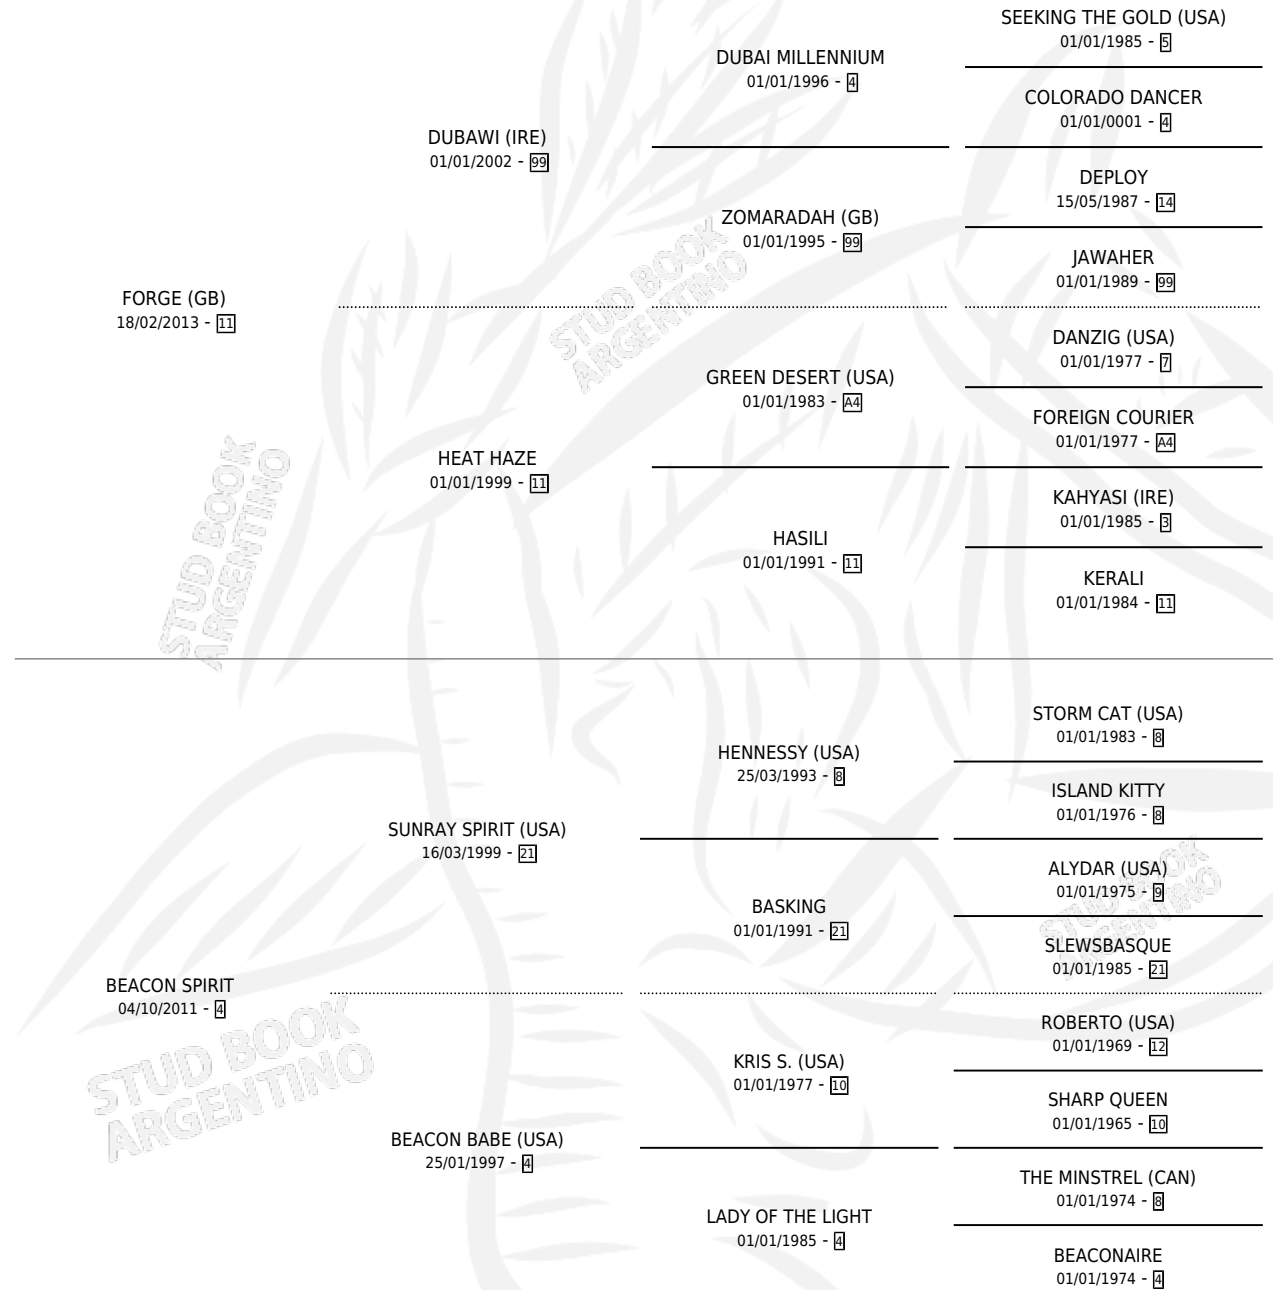 SEEKING THE GOLD (USA)
01/01/1985 - 5
DUBAI MILLENNIUM
01/01/1996 - 4
COLORADO DANCER
01/01/0001 - 4
DUBAWI (IRE)
01/01/2002 - 99
DEPLOY
15/05/1987 - 14
ZOMARADAH (GB)
01/01/1995 - 99
JAWAHER
01/01/1989 - 99
FORGE (GB)
18/02/2013 - 11
DANZIG (USA)
01/01/1977 - 7
GREEN DESERT (USA)
01/01/1983 - A4
FOREIGN COURIER
01/01/1977 - A4
HEAT HAZE
01/01/1999 - 11
KAHYASI (IRE)
01/01/1985 - 3
HASILI
01/01/1991 - 11
KERALI
01/01/1984 - 11
STORM CAT (USA)
01/01/1983 - 8
HENNESSY (USA)
25/03/1993 - 8
ISLAND KITTY
01/01/1976 - 8
SUNRAY SPIRIT (USA)
16/03/1999 - 21
ALYDAR (USA)
01/01/1975 - 9
BASKING
01/01/1991 - 21
SLEWSBASQUE
01/01/1985 - 21
BEACON SPIRIT
04/10/2011 - 4
ROBERTO (USA)
01/01/1969 - 12
KRIS S. (USA)
01/01/1977 - 10
SHARP QUEEN
01/01/1965 - 10
BEACON BABE (USA)
25/01/1997 - 4
THE MINSTREL (CAN)
01/01/1974 - 8
LADY OF THE LIGHT
01/01/1985 - 4
BEACONAIRE
01/01/1974 - 4
STUD BOOK
ARGENTINO
STUD BOOK
ARGENTINO
STUD BOOK
ARGENTINO
STUD BOOK
ARGENTINO